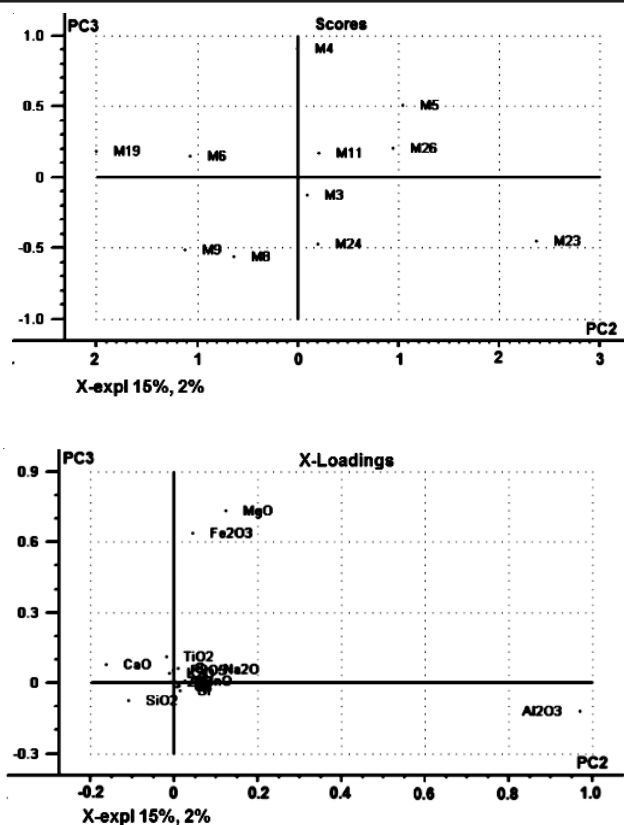 PC3 Scores
1.0
M4
0.5
M5
M19 M6 M11 M26
0
M3
M9 M8 M24 M23
-0.5
-1.0
PC2
2 1 0 1 2 3
X-expl 15%, 2%
PC3 X-Loadings
0.9
MgO
Fe2O3
0.6
0.3
TiO2
CaO Na2O
0
SiO2 Al2O3
-0.3
PC2
-0.2 0 0.2 0.4 0.6 0.8 1.0
X-expl 15%, 2%